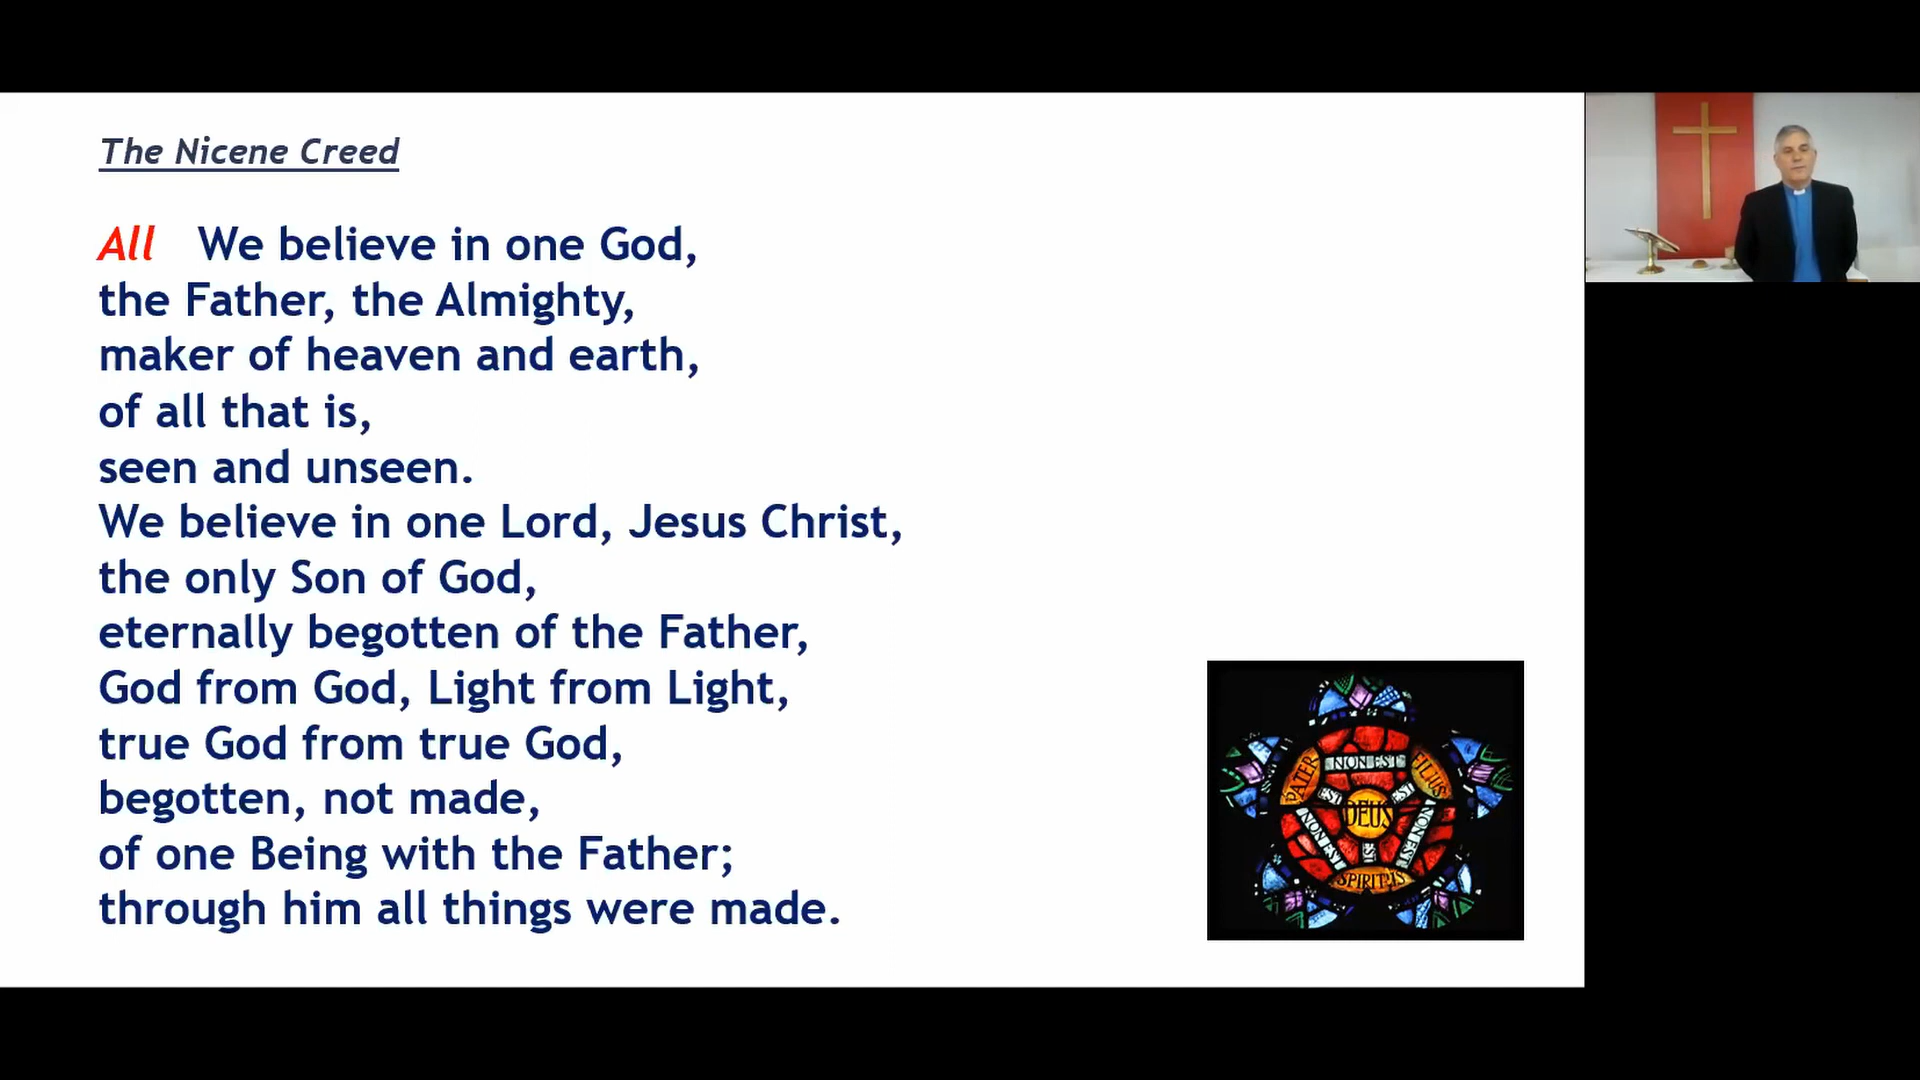 The Nicene Creed
All We believe in one God,
the Father, the Almighty,
maker of heaven and earth,
of all that is,
seen and unseen.
We believe in one Lord, Jesus Christ,
the only Son of God,
eternally begotten of the Father,
God from God, Light from Light,
true God from true God,
begotten, not made,
of one Being with the Father;
through him all things were made.
PATER
NON EST
FILIUS
EST
EST
DEUS
NON EST
EST
NON EST
SPIRITUS